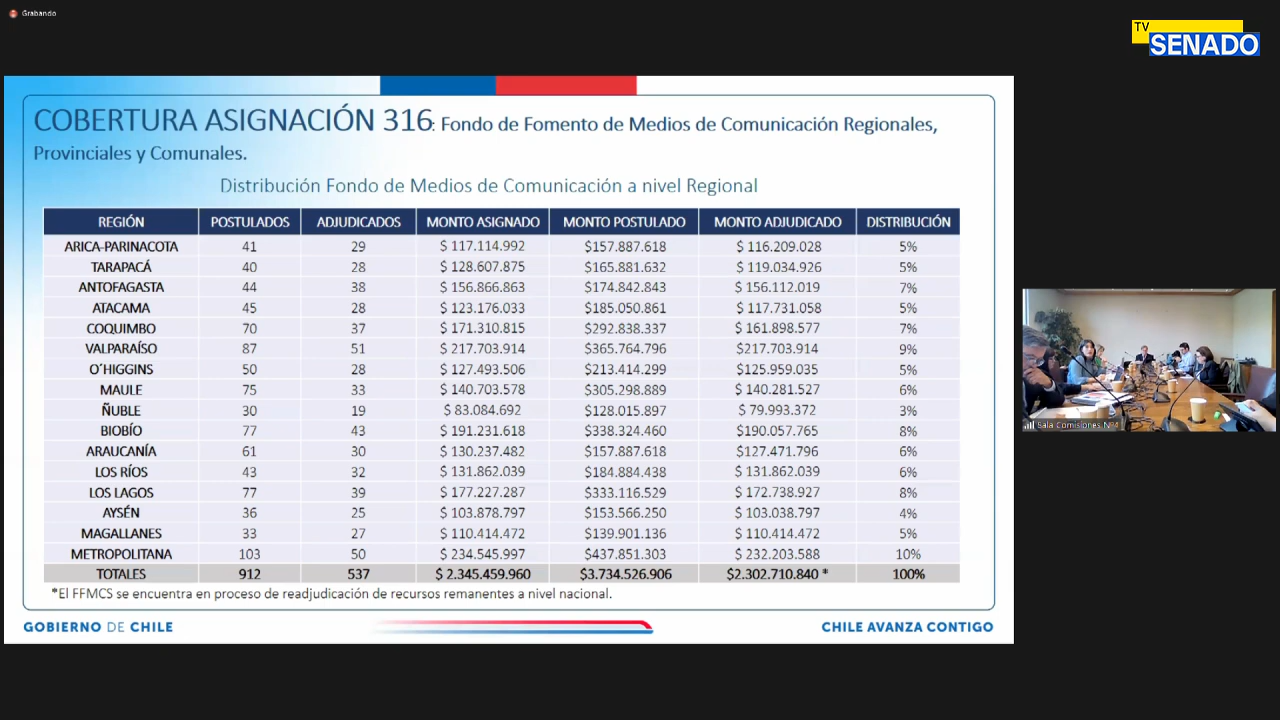 Grabando
TV
SENADO
COBERTURA ASIGNACIÓN 316: Fondo de Fomento de Medios de Comunicación Regionales,
Provinciales y Comunales.
Distribución Fondo de Medios de Comunicación a nivel Regional
REGIÓN POSTULADOS ADJUDICADOS MONTO ASIGNADO MONTO POSTULADO MONTO ADJUDICADO DISTRIBUCIÓN
ARICA-PARINACOTA 41 29 $ 117.114.992 $157.887.618 $ 116.209.028 5%
TARAPACÁ 40 28 $ 128.607.875 $165.881.632 $ 119.034.926 5%
ANTOFAGASTA 44 38 $ 156.866.863 $174.842.843 $ 156.112.019 7%
ATACAMA 45 28 $ 123.176.033 $185.050.861 $ 117.731.058 5%
COQUIMBO 70 37 $ 171.310.815 $292.838.337 $ 161.898.577 7%
VALPARAÍSO 87 51 $ 217.703.914 $365.764.796 $217.703.914 9%
O´HIGGINS 50 28 $ 127.493.506 $213.414.299 $125.959.035 5%
MAULE 75 33 $ 140.703.578 $305.298.889 $ 140.281.527 6%
ÑUBLE 30 19 $ 83.084.692 $128.015.897 $ 79.993.372 3%
BIOBÍO 77 43 $ 191.231.618 $338.324.460 $190.057.765 8%
ARAUCANÍA 61 30 $ 130.237.482 $157.887.618 $127.471.796 6%
LOS RÍOS 43 32 $ 131.862.039 $184.884.438 $ 131.862.039 6%
LOS LAGOS 77 39 $ 177.227.287 $333.116.529 $ 172.738.927 8%
AYSÉN 36 25 $ 103.878.797 $153.566.250 $ 103.038.797 4%
MAGALLANES 33 27 $ 110.414.472 $139.901.136 $ 110.414.472 5%
METROPOLITANA 103 50 $ 234.545.997 $437.851.303 $ 232.203.588 10%
TOTALES 912 537 $ 2.345.459.960 $3.734.526.906 $2.302.710.840 * 100%
*El FFMCS se encuentra en proceso de readjudicación de recursos remanentes a nivel nacional.
GOBIERNO DE CHILE
CHILE AVANZA CONTIGO
Sala Comisiones N°4